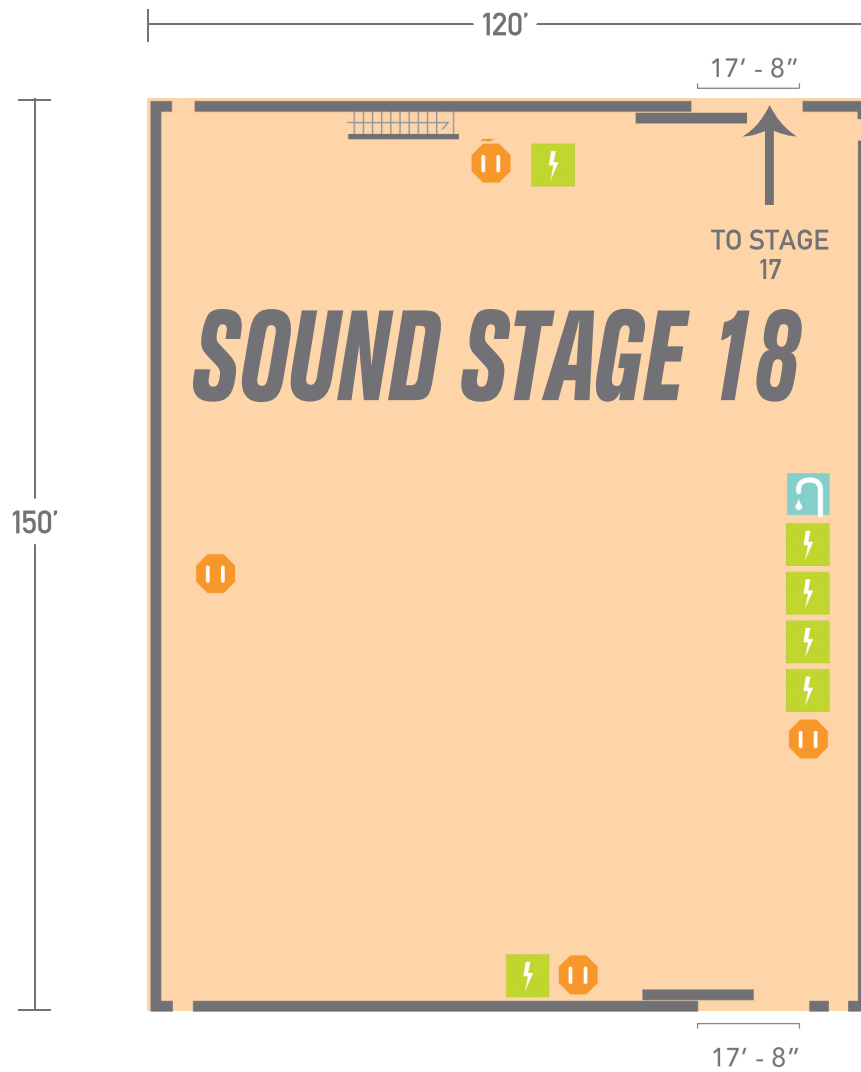 120’
17’ - 8”
TO STAGE
17
SOUND STAGE 18
150’
17’ - 8”